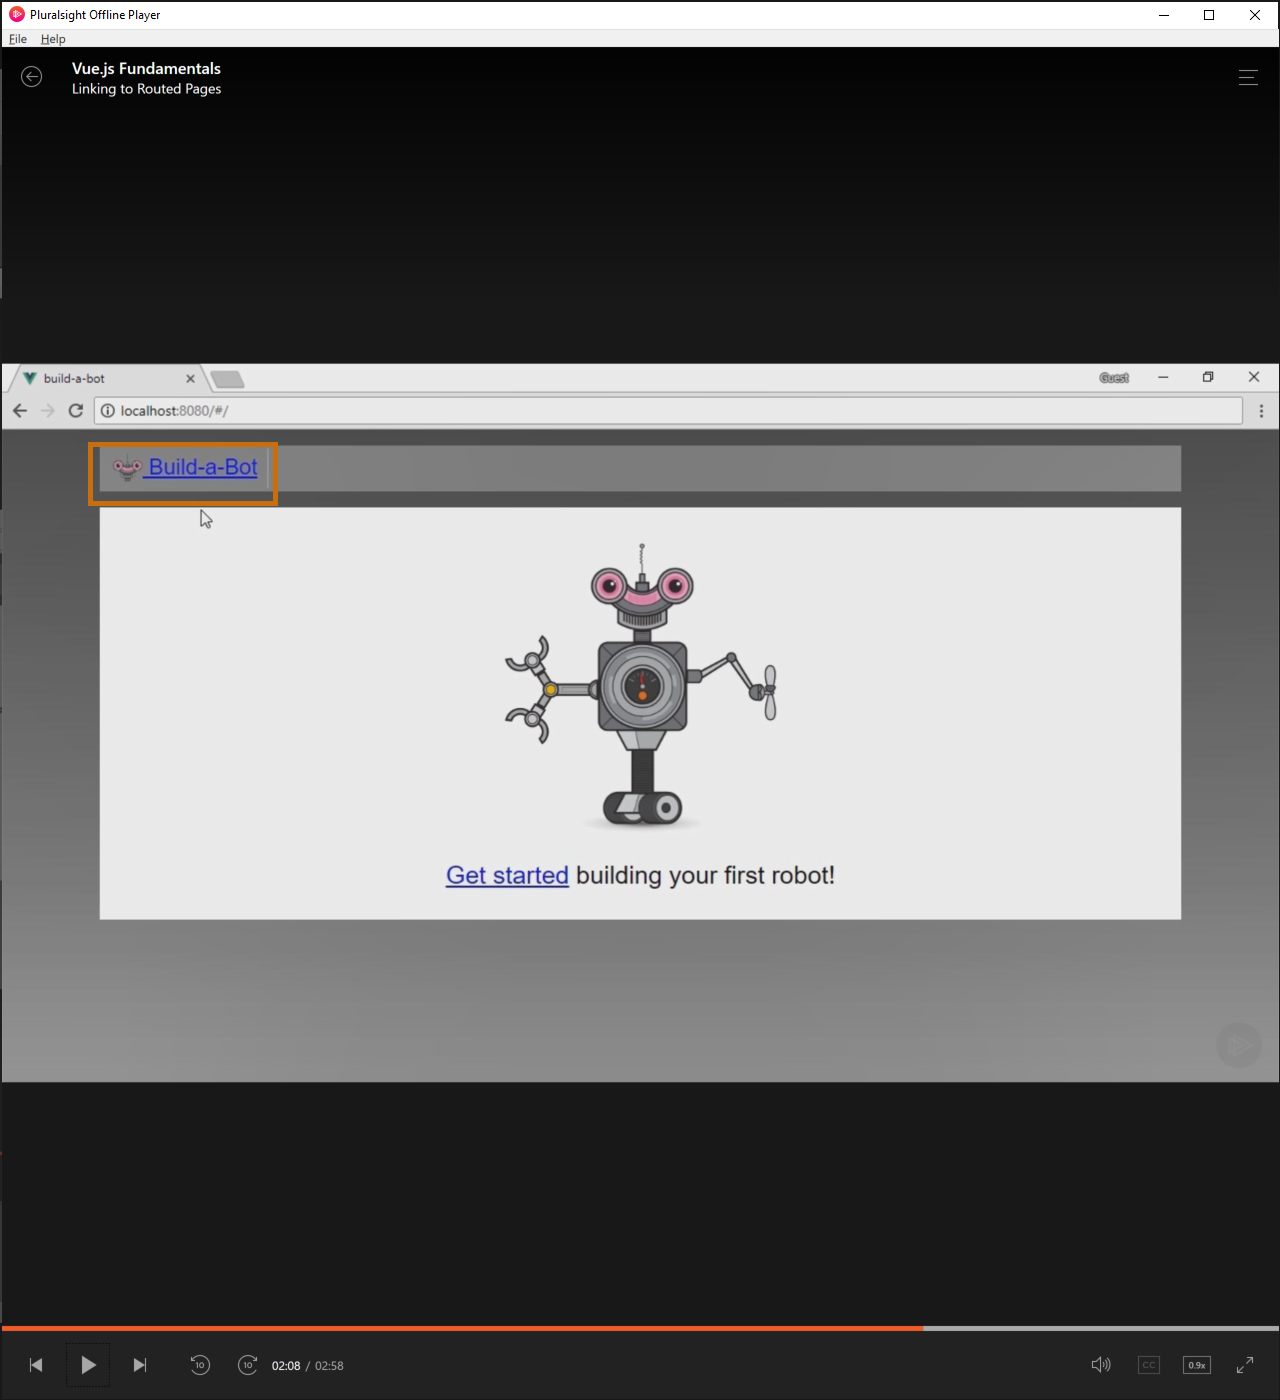 Pluralsight Offline Player
File Help
Vue.js Fundamentals
Linking to Routed Pages
build-a-bot
Guest
localhost:8080/#/
Build-a-Bot
Get started building your first robot!
10 10 02:08 / 02:58 CC 0.9x